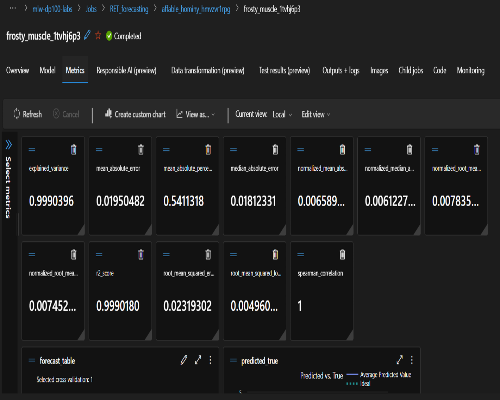 ··· > mlw-dp100-labs > Jobs > RET_forecasting > affable_hominy_hmvzvr1rpg > frosty_muscle_1tvhj6p3
frosty_muscle_1tvhj6p3 Completed
Overview Model Metrics Responsible AI (preview) Data transformation (preview) Test results (preview) Outputs + logs Images Child jobs Code Monitoring
Refresh Cancel Create custom chart View as... Current view: Local Edit view
Select metrics
explained_variance mean_absolute_error mean_absolute_perce... median_absolute_error normalized_mean_abs... normalized_median_a... normalized_root_mea...
0.9990396 0.01950482 0.5411318 0.01812331 0.006589... 0.0061227... 0.007835...
normalized_root_mea... r2_score root_mean_squared_er... root_mean_squared_lo... spearman_correlation
0.007452... 0.9990180 0.02319302 0.004960... 1
forecast_table predicted_true
Selected cross validation: 1 Predicted vs. True Average Predicted Value
Ideal